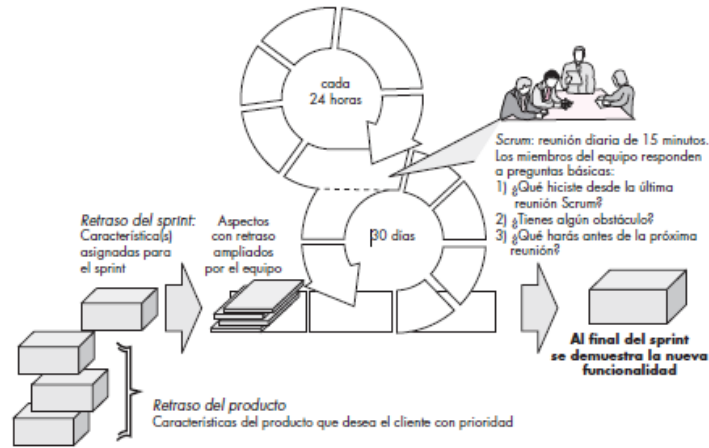 cada
24 horas
Scrum: reunión diaria de 15 minutos.
Los miembros del equipo responden
a preguntas básicas:
1) ¿Qué hiciste desde la última
reunión Scrum?
2) ¿Tienes algún obstáculo?
3) ¿Qué harás antes de la próxima
reunión?
Retraso del sprint:
Característica(s)
asignadas para
el sprint
Aspectos
con retraso
ampliados
por el equipo
30 días
Al final del sprint
se demuestra la nueva
funcionalidad
Retraso del producto
Características del producto que desea el cliente con prioridad